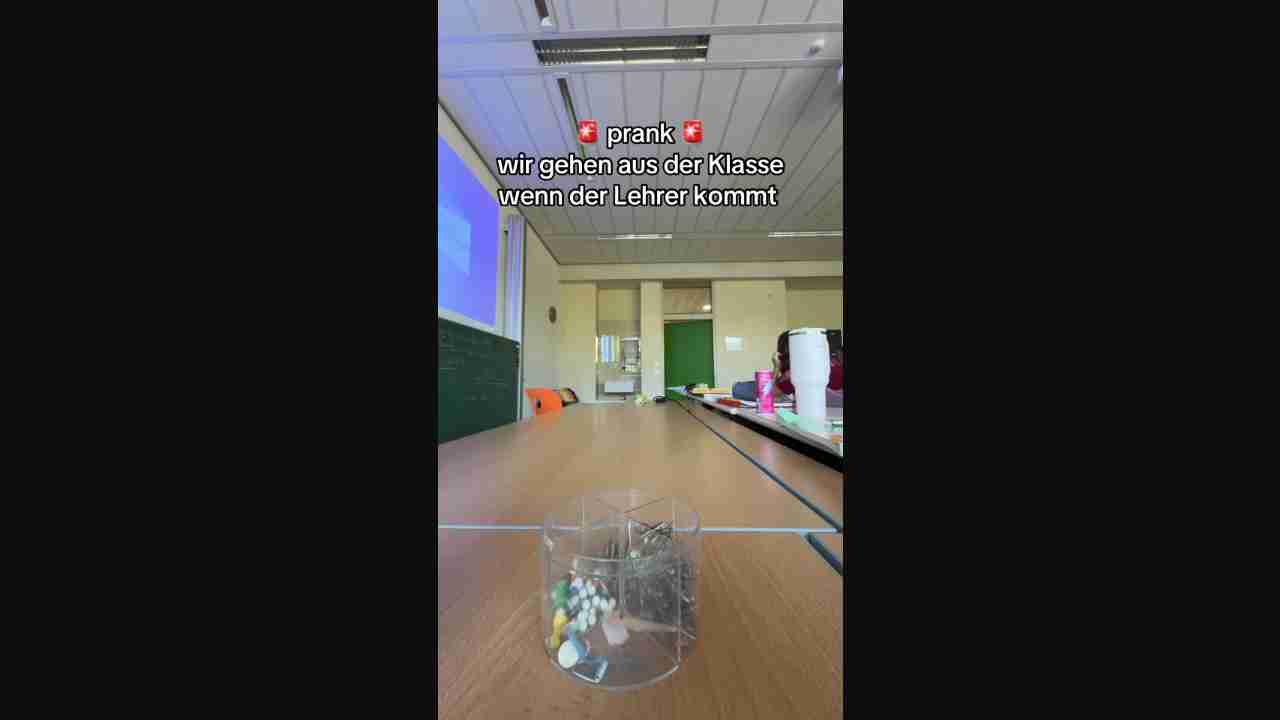 🚨 prank 🚨
wir gehen aus der Klasse
wenn der Lehrer kommt